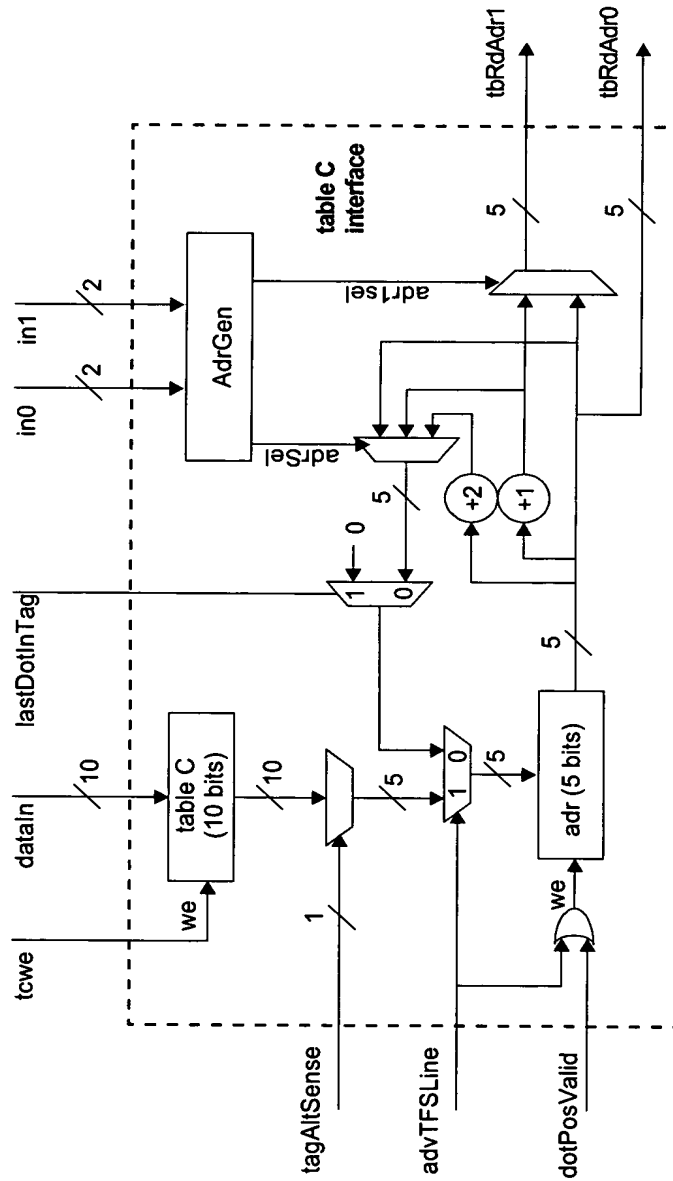 tcwe
dataIn
lastDotInTag
in0
in1
10
2
2
we
table C
(10 bits)
AdrGen
table C
interface
10
1
0
0
adrSel
adr1sel
tagAltSense
1
5
5
5
tbRdAdr1
advTFSLine
1
0
5
+2
+1
5
tbRdAdr0
dotPosValid
we
adr (5 bits)
5